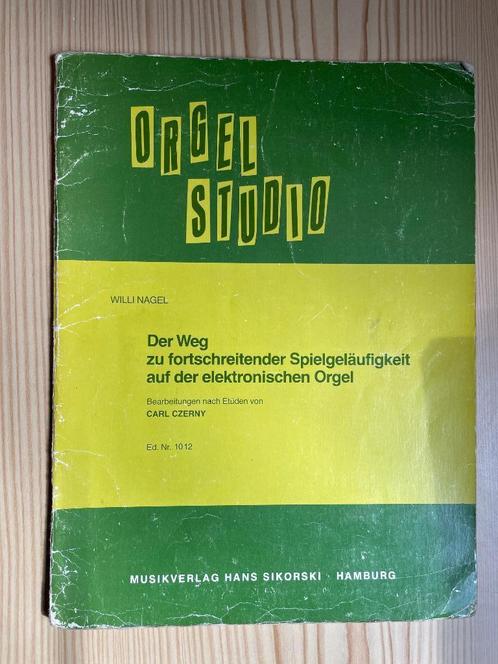 ORGEL
STUDIO
WILLI NAGEL
Der Weg
zu fortschreitender Spielgeläufigkeit
auf der elektronischen Orgel
Bearbeitungen nach Etüden von
CARL CZERNY
Ed. Nr. 1012
MUSIKVERLAG HANS SIKORSKI · HAMBURG